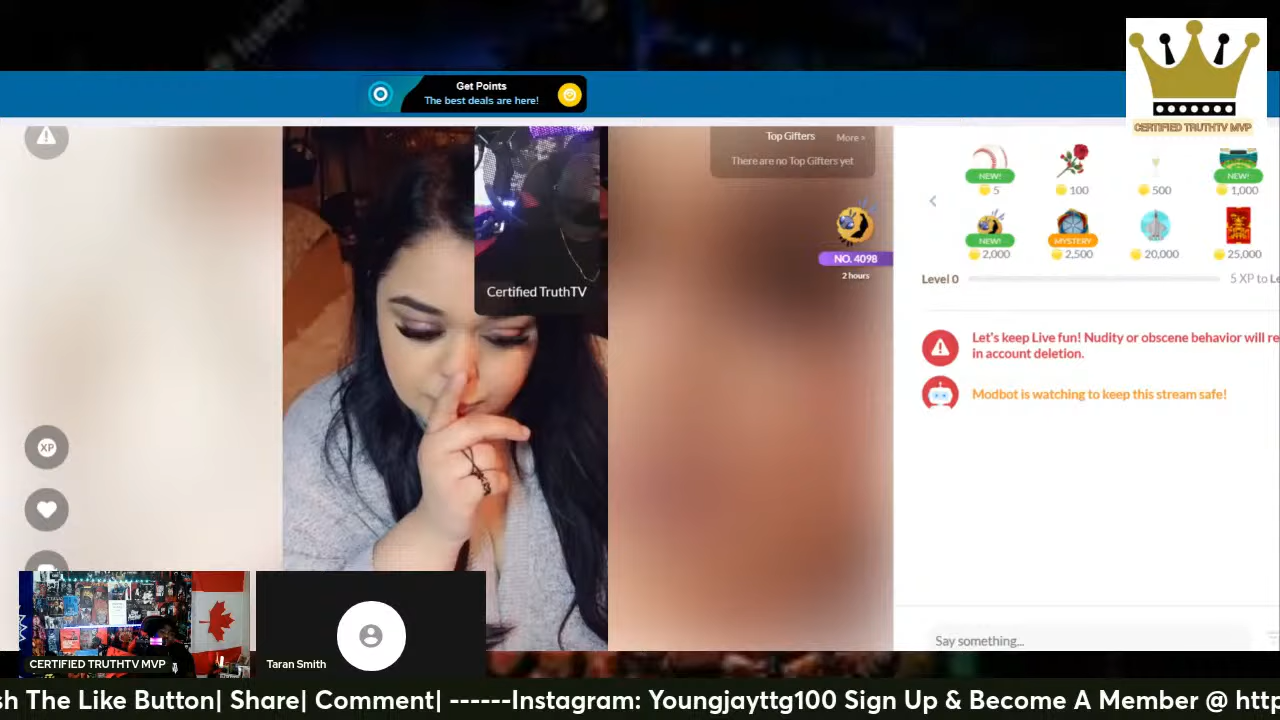 Get Points
The best deals are here!
CERTIFIED TRUTHTV MVP
Top Gifters
More »
There are no Top Gifters yet
Certified TruthTV
NO. 4098
2 hours
NEW!
NEW!
5
100
500
1,000
NEW!
MYSTERY
2,000
2,500
20,000
25,000
Level 0
5 XP to Le
Let's keep Live fun! Nudity or obscene behavior will re
in account deletion.
Modbot is watching to keep this stream safe!
XP
Say something...
CERTIFIED TRUTHTV MVP
Taran Smith
sh The Like Button| Share| Comment| ------Instagram: Youngjayttg100 Sign Up & Become A Member @ http